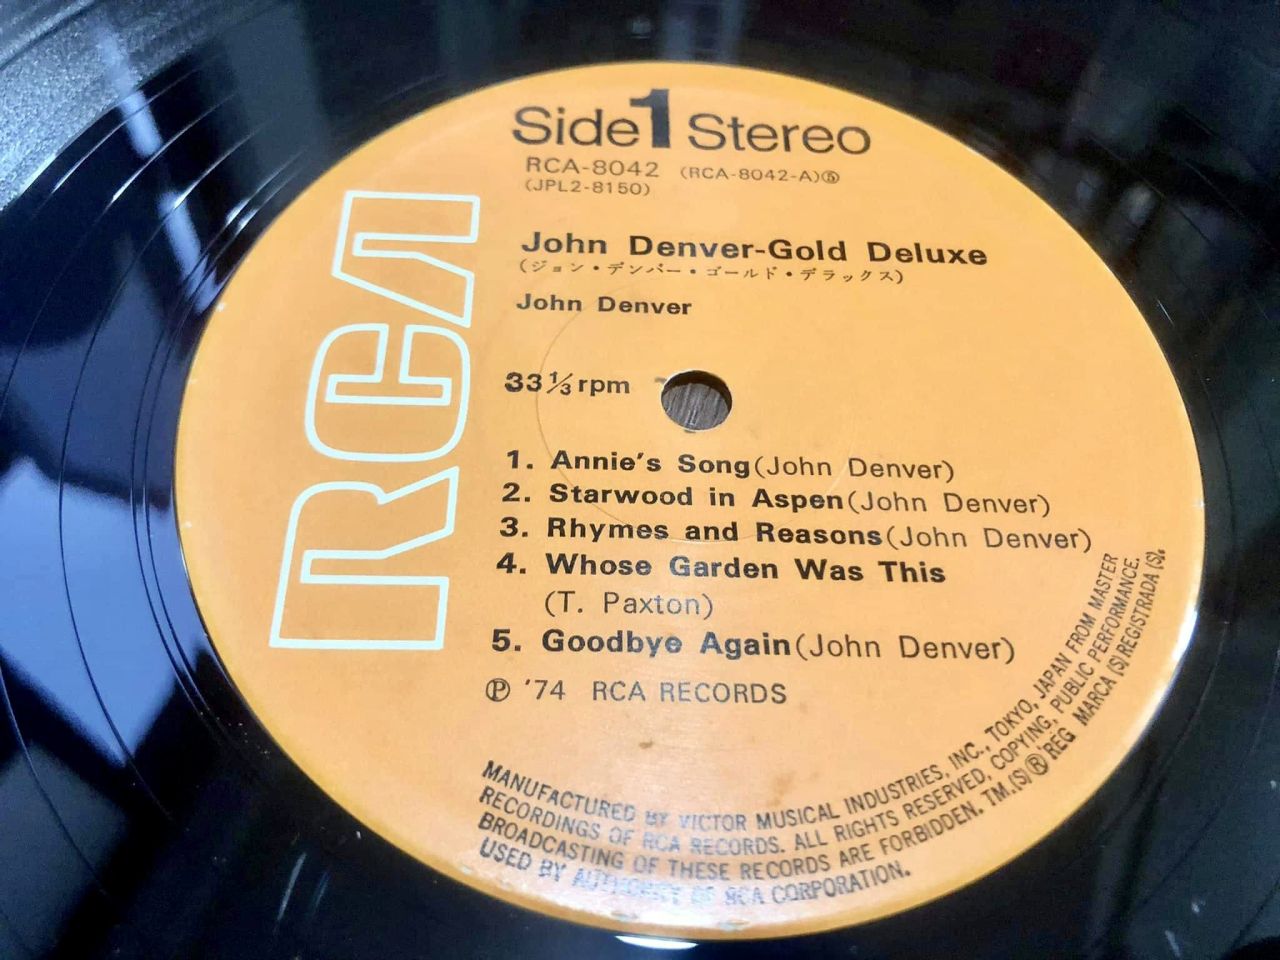 Side 1 Stereo
RCA-8042 (RCA-8042-A)⑤
(JPL2-8150)
John Denver-Gold Deluxe
(ジョン・デンバー・ゴールド・デラックス)
John Denver
33 1/3 rpm
RCA
1. Annie's Song(John Denver)
2. Starwood in Aspen(John Denver)
3. Rhymes and Reasons(John Denver)
4. Whose Garden Was This
(T. Paxton)
5. Goodbye Again(John Denver)
Ⓟ '74 RCA RECORDS
MANUFACTURED BY VICTOR MUSICAL INDUSTRIES, INC., TOKYO, JAPAN FROM MASTER
RECORDINGS OF RCA RECORDS. ALL RIGHTS RESERVED, COPYING, PUBLIC PERFORMANCE.
BROADCASTING OF THESE RECORDS ARE FORBIDDEN. TM.(S) ® REG MARCA (S) REGISTRADA (S).
USED BY AUTHORITY OF RCA CORPORATION.